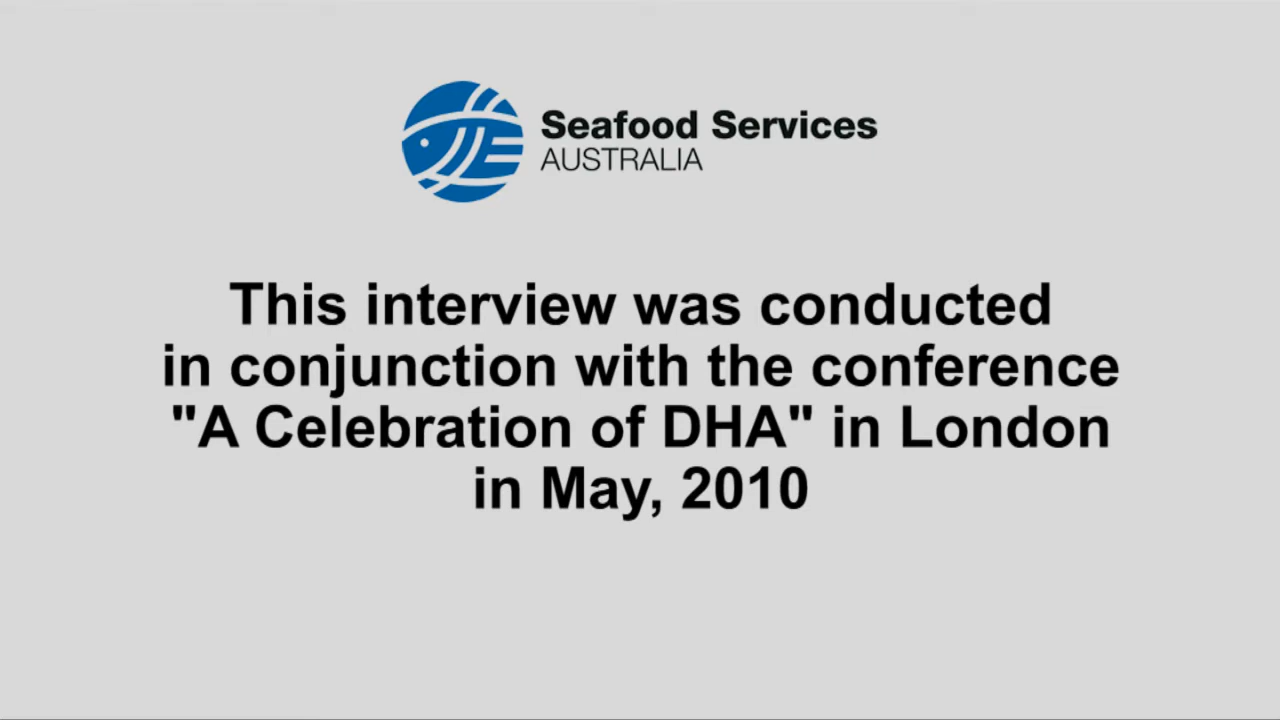 Seafood Services
AUSTRALIA
This interview was conducted
in conjunction with the conference
"A Celebration of DHA" in London
in May, 2010